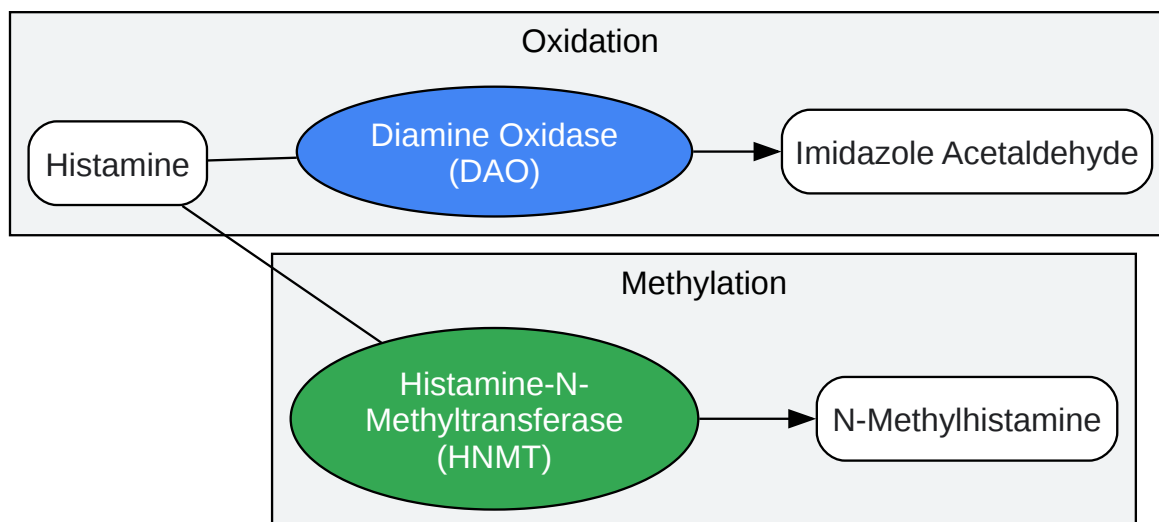 Oxidation
Histamine
Diamine Oxidase
(DAO)
Imidazole Acetaldehyde
Methylation
Histamine-N-
Methyltransferase
(HNMT)
N-Methylhistamine